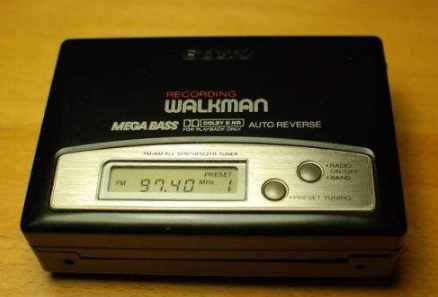 SONY
RECORDING
WALKMAN
MEGA BASS DOLBY B NR AUTO REVERSE
FOR PLAYBACK ONLY
FM/AM PLL SYNTHESIZER TUNER
PRESET
FM 97.40 MHz 1
•RADIO
ON/OFF
•BAND
•PRESET TUNING